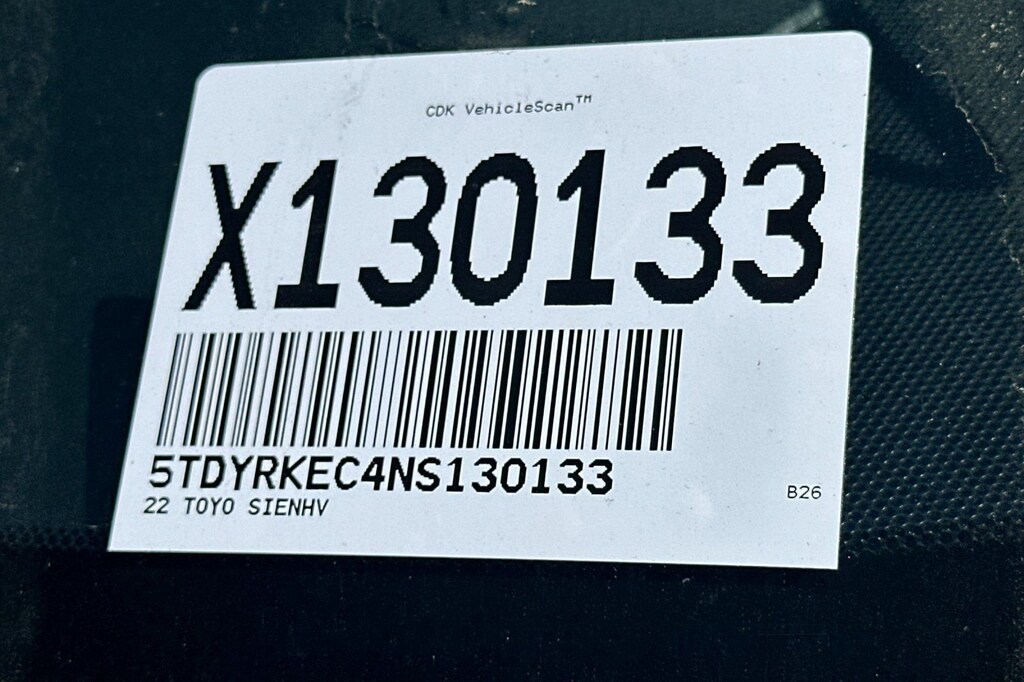 CDK VehicleScan™
X130133
5TDYRKEC4NS130133
22 TOYO SIENHV
B26